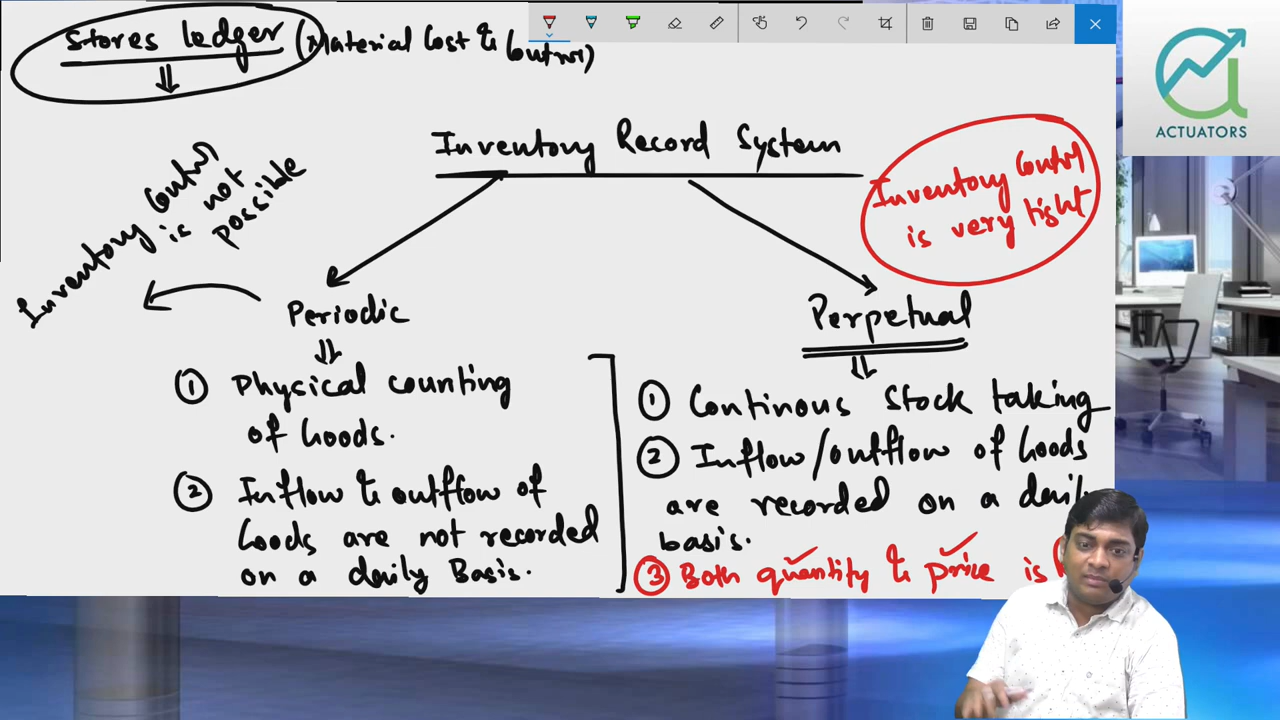 Stores ledger (Material Cost & Control)
ACTUATORS
Inventory Record System
Inventory Control
is not
possible
Inventory Control
is very tight
Periodic
① Physical counting
of Goods.
② Inflow & outflow of
Goods are not recorded
on a daily Basis.
Perpetual
① Continous Stock taking
② Inflow/outflow of Goods
are recorded on a daily
basis.
③ Both quantity & price is